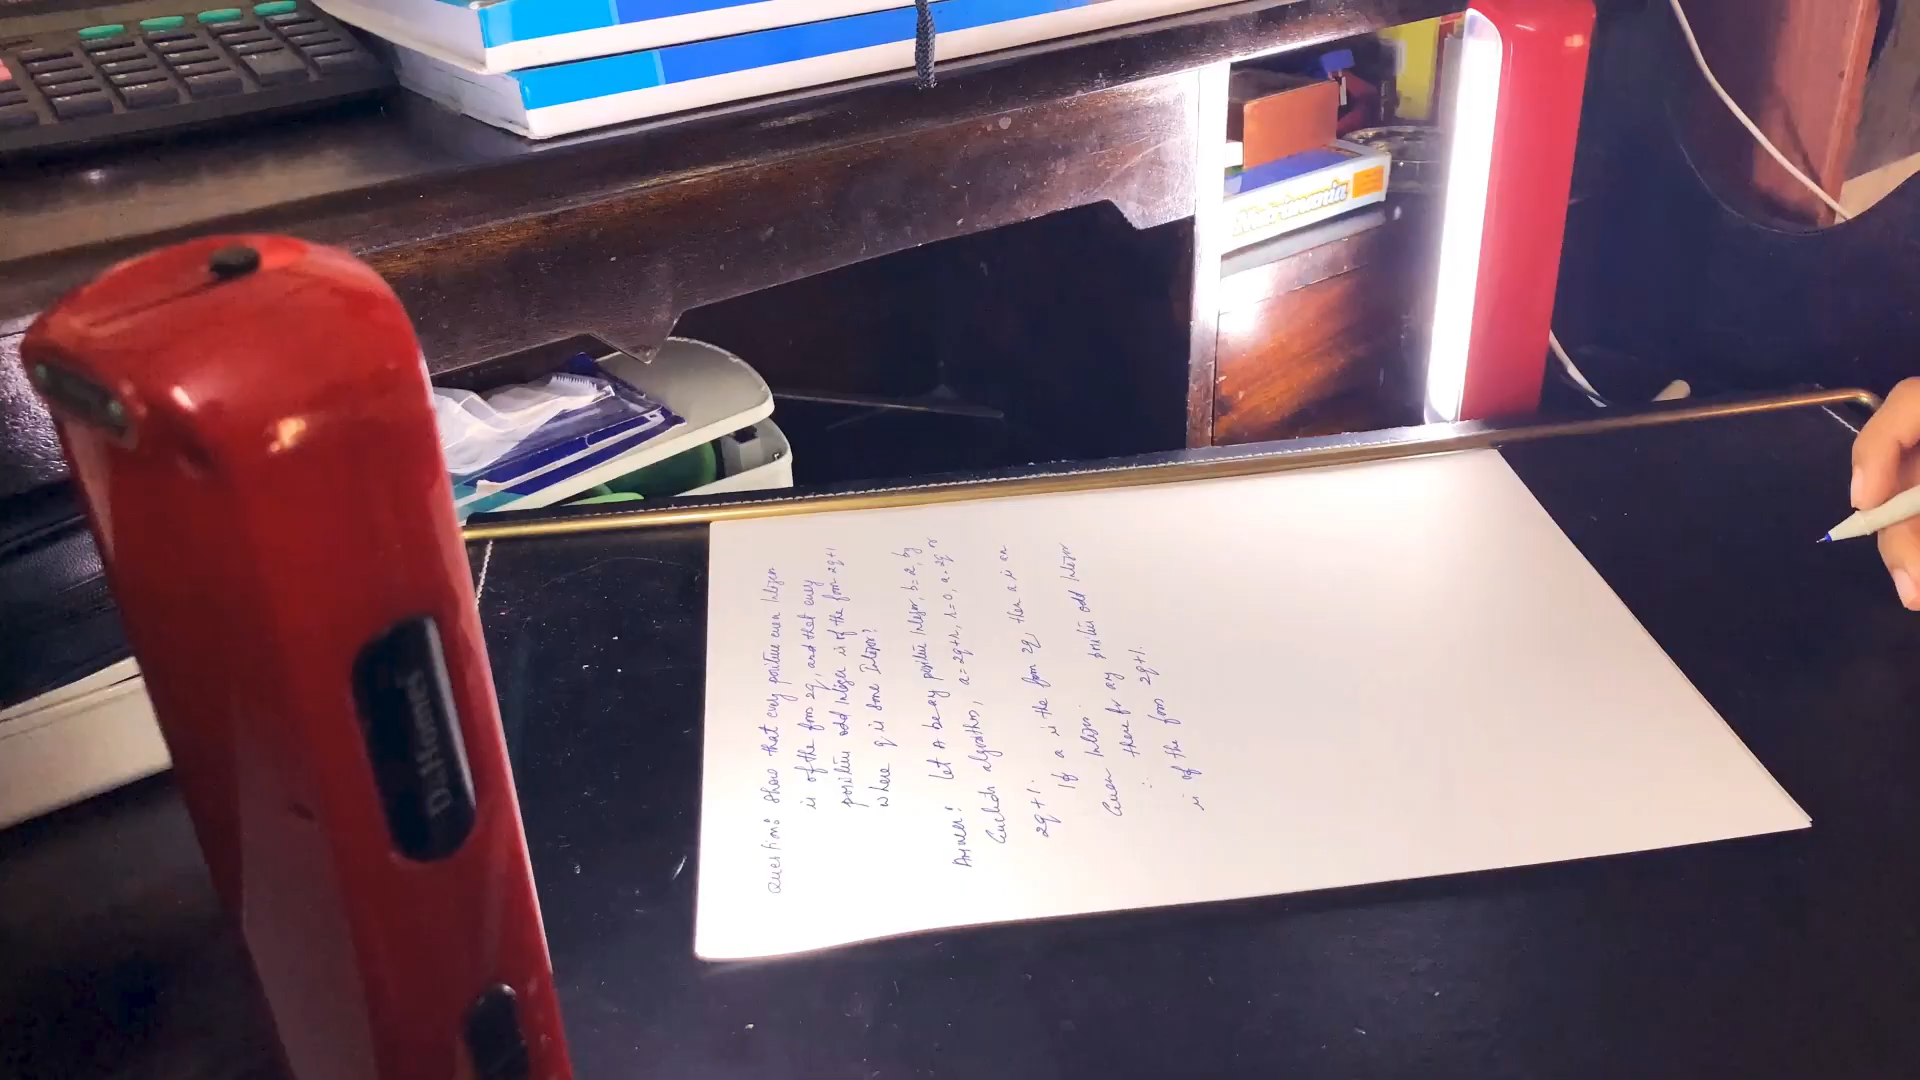 Question: Show that every positive even Integer
is of the form 2q, and that every
positive odd Integer is of the form 2q+1
where q is some Integer?
Answer: Let A be any positive Integer, b=2, by
Euclids algorithm, a=2q+r, r=0, a=2q or
2q+1.
If a is the form 2q then a is an
even Integer.
∴ there for any positive odd Integer
is of the form 2q+1.
DaHomeS